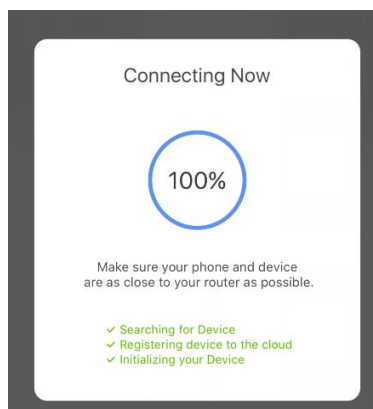 Connecting Now
100%
Make sure your phone and device
are as close to your router as possible.
✓ Searching for Device
✓ Registering device to the cloud
✓ Initializing your Device